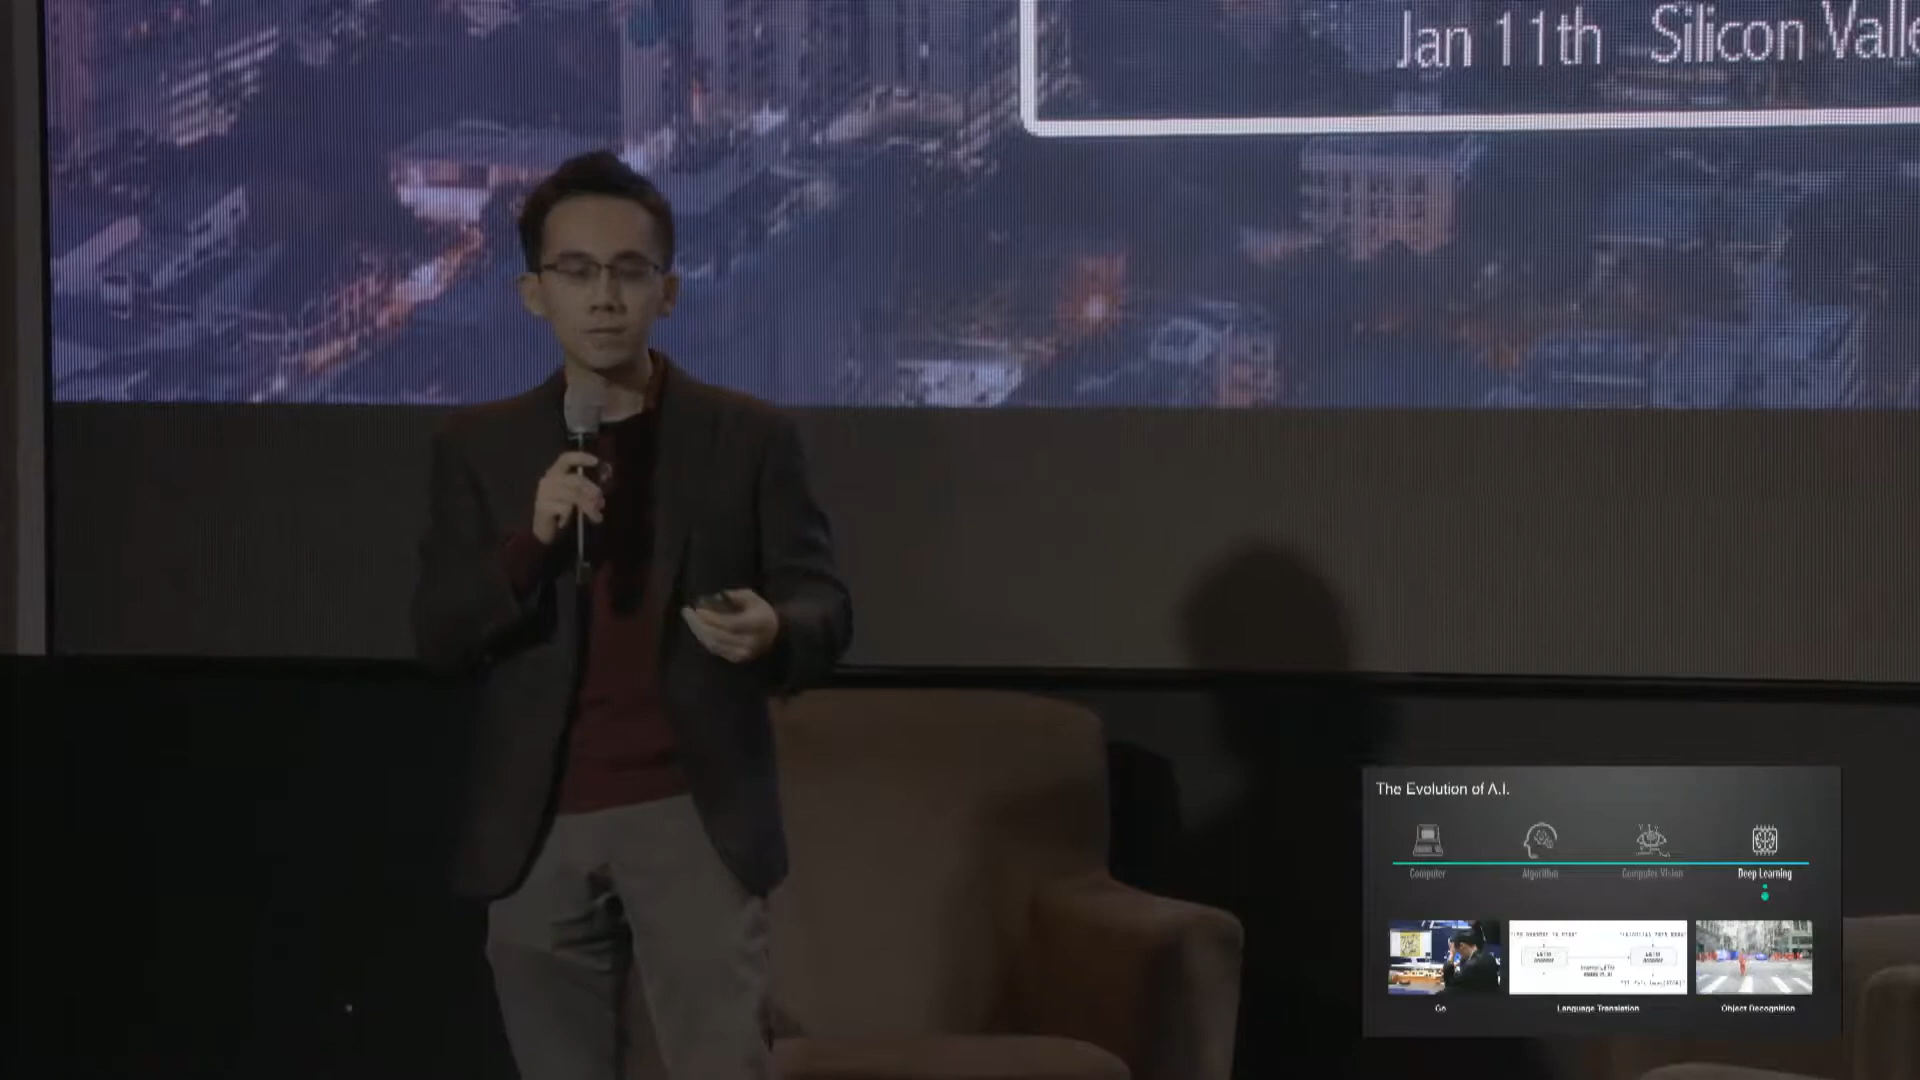 Jan 11th Silicon Valle
The Evolution of A.I.
Computer
Algorithm
Computer Vision
Deep Learning
Go
Language Translation
Object Recognition